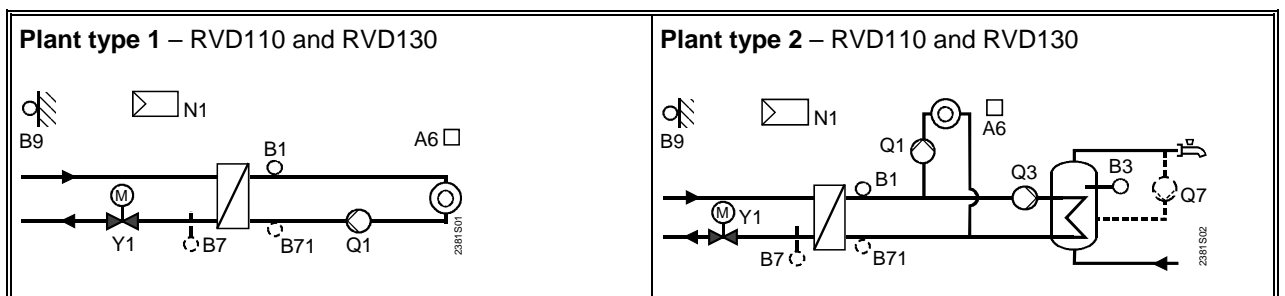 Plant type 1 – RVD110 and RVD130
B9
N1
B1
A6
M
Y1
B7
B71
Q1
2381S01
Plant type 2 – RVD110 and RVD130
B9
N1
A6
Q1
B1
Q3
B3
Q7
M
Y1
B7
B71
2381S02